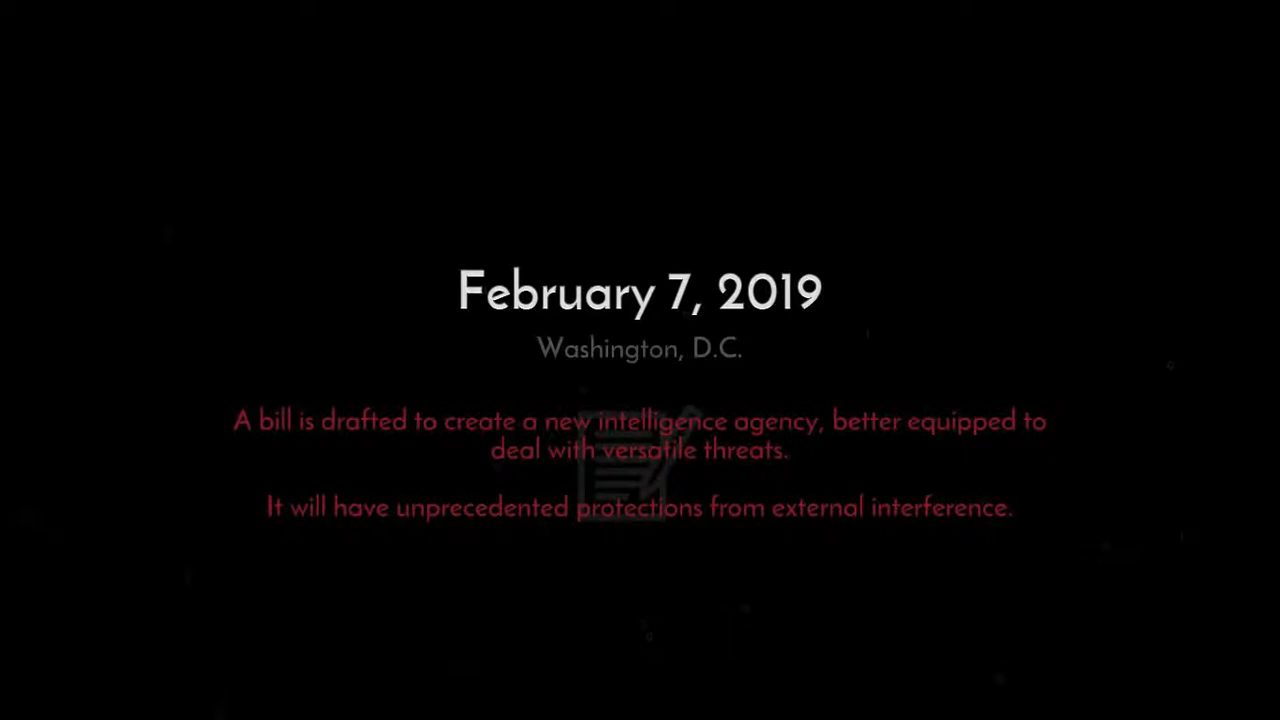 February 7, 2019
Washington, D.C.
A bill is drafted to create a new intelligence agency, better equipped to
deal with versatile threats.
It will have unprecedented protections from external interference.